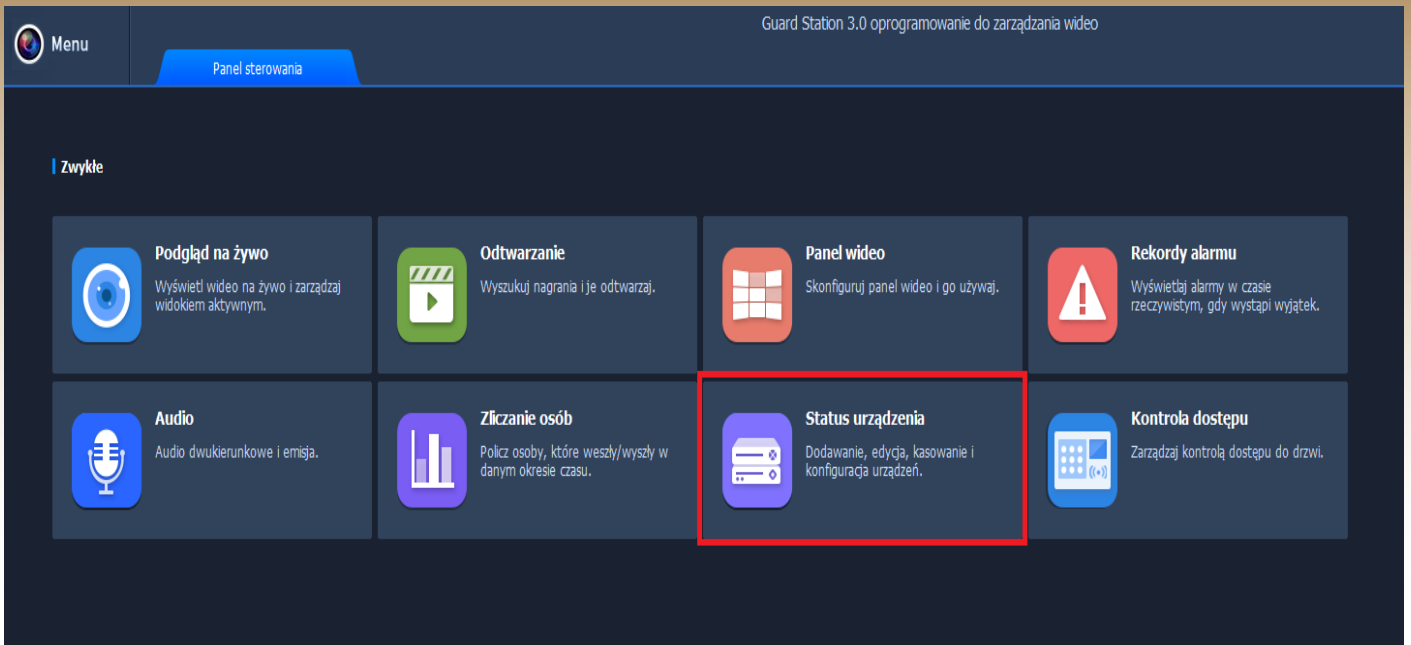 Guard Station 3.0 oprogramowanie do zarządzania wideo
Menu
Panel sterowania
Zwykłe
Podgląd na żywo
Wyświetl wideo na żywo i zarządzaj
widokiem aktywnym.
Odtwarzanie
Wyszukuj nagrania i je odtwarzaj.
Panel wideo
Skonfiguruj panel wideo i go używaj.
Rekordy alarmu
Wyświetlaj alarmy w czasie
rzeczywistym, gdy wystąpi wyjątek.
Audio
Audio dwukierunkowe i emisja.
Zliczanie osób
Policz osoby, które weszły/wyszły w
danym okresie czasu.
Status urządzenia
Dodawanie, edycja, kasowanie i
konfiguracja urządzeń.
Kontrola dostępu
Zarządzaj kontrolą dostępu do drzwi.